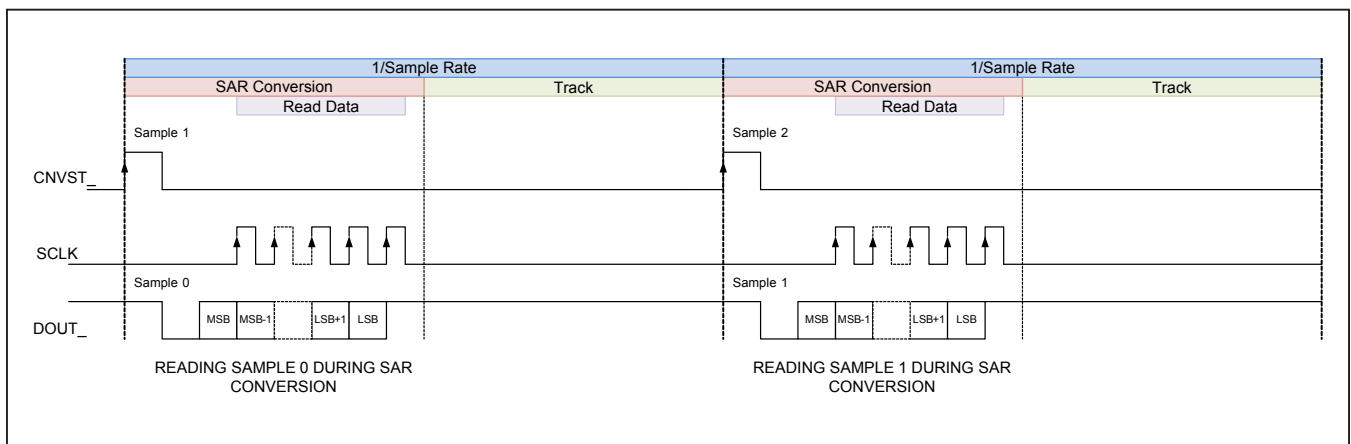 1/Sample Rate 1/Sample Rate
SAR Conversion Track SAR Conversion Track
Read Data Read Data
Sample 1 Sample 2
CNVST_
SCLK
Sample 0 Sample 1
MSB MSB-1 LSB+1 LSB MSB MSB-1 LSB+1 LSB
DOUT_
READING SAMPLE 0 DURING SAR READING SAMPLE 1 DURING SAR
CONVERSION CONVERSION